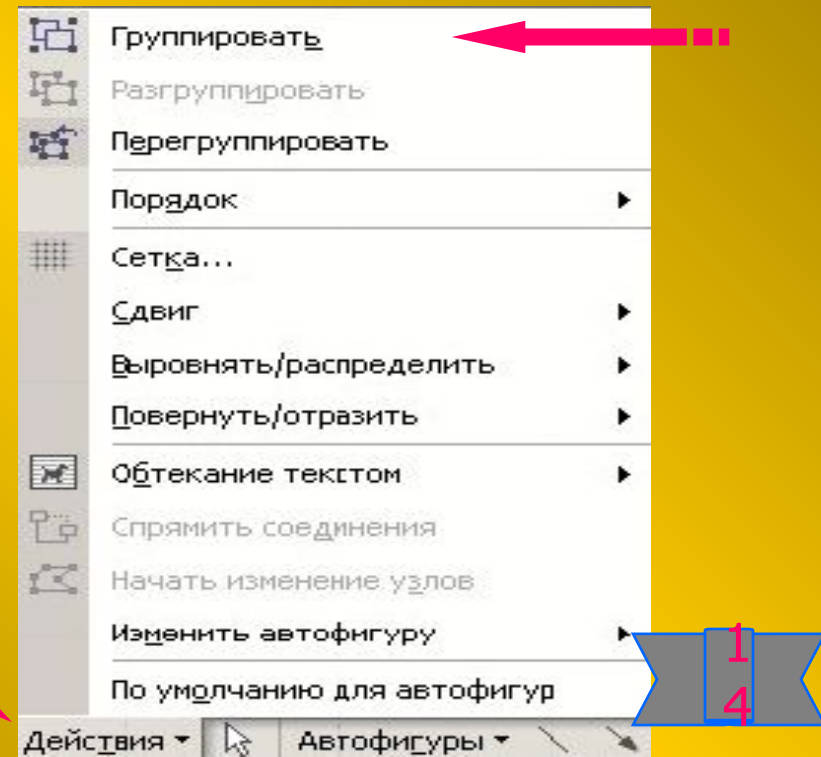 Группировать
Разгруппировать
Перегруппировать
Порядок
Сетка...
Сдвиг
Выровнять/распределить
Повернуть/отразить
Обтекание текстом
Спрямить соединения
Начать изменение узлов
Изменить автофигуру
По умолчанию для автофигур
1
4
Действия Автофигуры